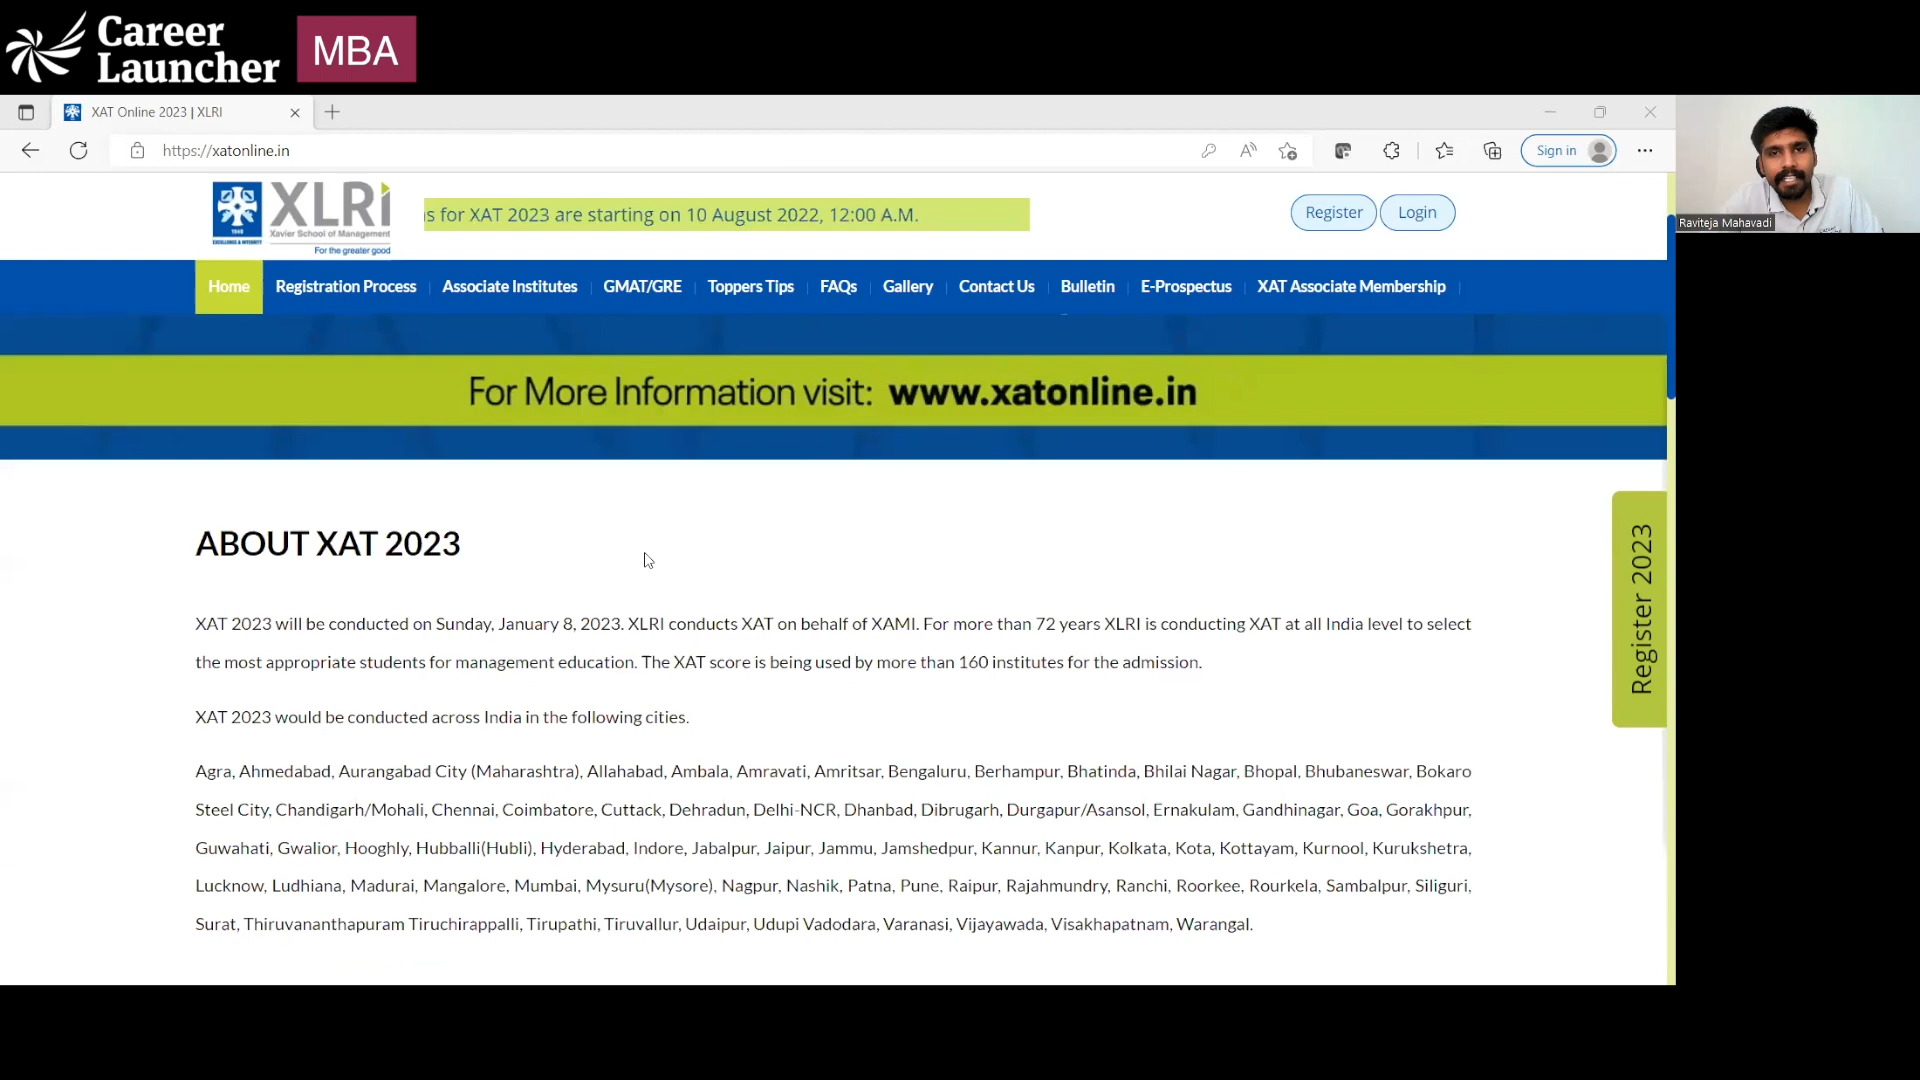 Career
Launcher
MBA
XAT Online 2023 | XLRI
https://xatonline.in
Sign in
Raviteja Mahavadi
XLRI
Xavier School of Management
For the greater good
s for XAT 2023 are starting on 10 August 2022, 12:00 A.M.
Register
Login
Home
Registration Process
Associate Institutes
GMAT/GRE
Toppers Tips
FAQs
Gallery
Contact Us
Bulletin
E-Prospectus
XAT Associate Membership
For More Information visit: www.xatonline.in
ABOUT XAT 2023
Register 2023
XAT 2023 will be conducted on Sunday, January 8, 2023. XLRI conducts XAT on behalf of XAMI. For more than 72 years XLRI is conducting XAT at all India level to select
the most appropriate students for management education. The XAT score is being used by more than 160 institutes for the admission.
XAT 2023 would be conducted across India in the following cities.
Agra, Ahmedabad, Aurangabad City (Maharashtra), Allahabad, Ambala, Amravati, Amritsar, Bengaluru, Berhampur, Bhatinda, Bhilai Nagar, Bhopal, Bhubaneswar, Bokaro
Steel City, Chandigarh/Mohali, Chennai, Coimbatore, Cuttack, Dehradun, Delhi-NCR, Dhanbad, Dibrugarh, Durgapur/Asansol, Ernakulam, Gandhinagar, Goa, Gorakhpur,
Guwahati, Gwalior, Hooghly, Hubballi(Hubli), Hyderabad, Indore, Jabalpur, Jaipur, Jammu, Jamshedpur, Kannur, Kanpur, Kolkata, Kota, Kottayam, Kurnool, Kurukshetra,
Lucknow, Ludhiana, Madurai, Mangalore, Mumbai, Mysuru(Mysore), Nagpur, Nashik, Patna, Pune, Raipur, Rajahmundry, Ranchi, Roorkee, Rourkela, Sambalpur, Siliguri,
Surat, Thiruvananthapuram Tiruchirappalli, Tirupathi, Tiruvallur, Udaipur, Udupi Vadodara, Varanasi, Vijayawada, Visakhapatnam, Warangal.